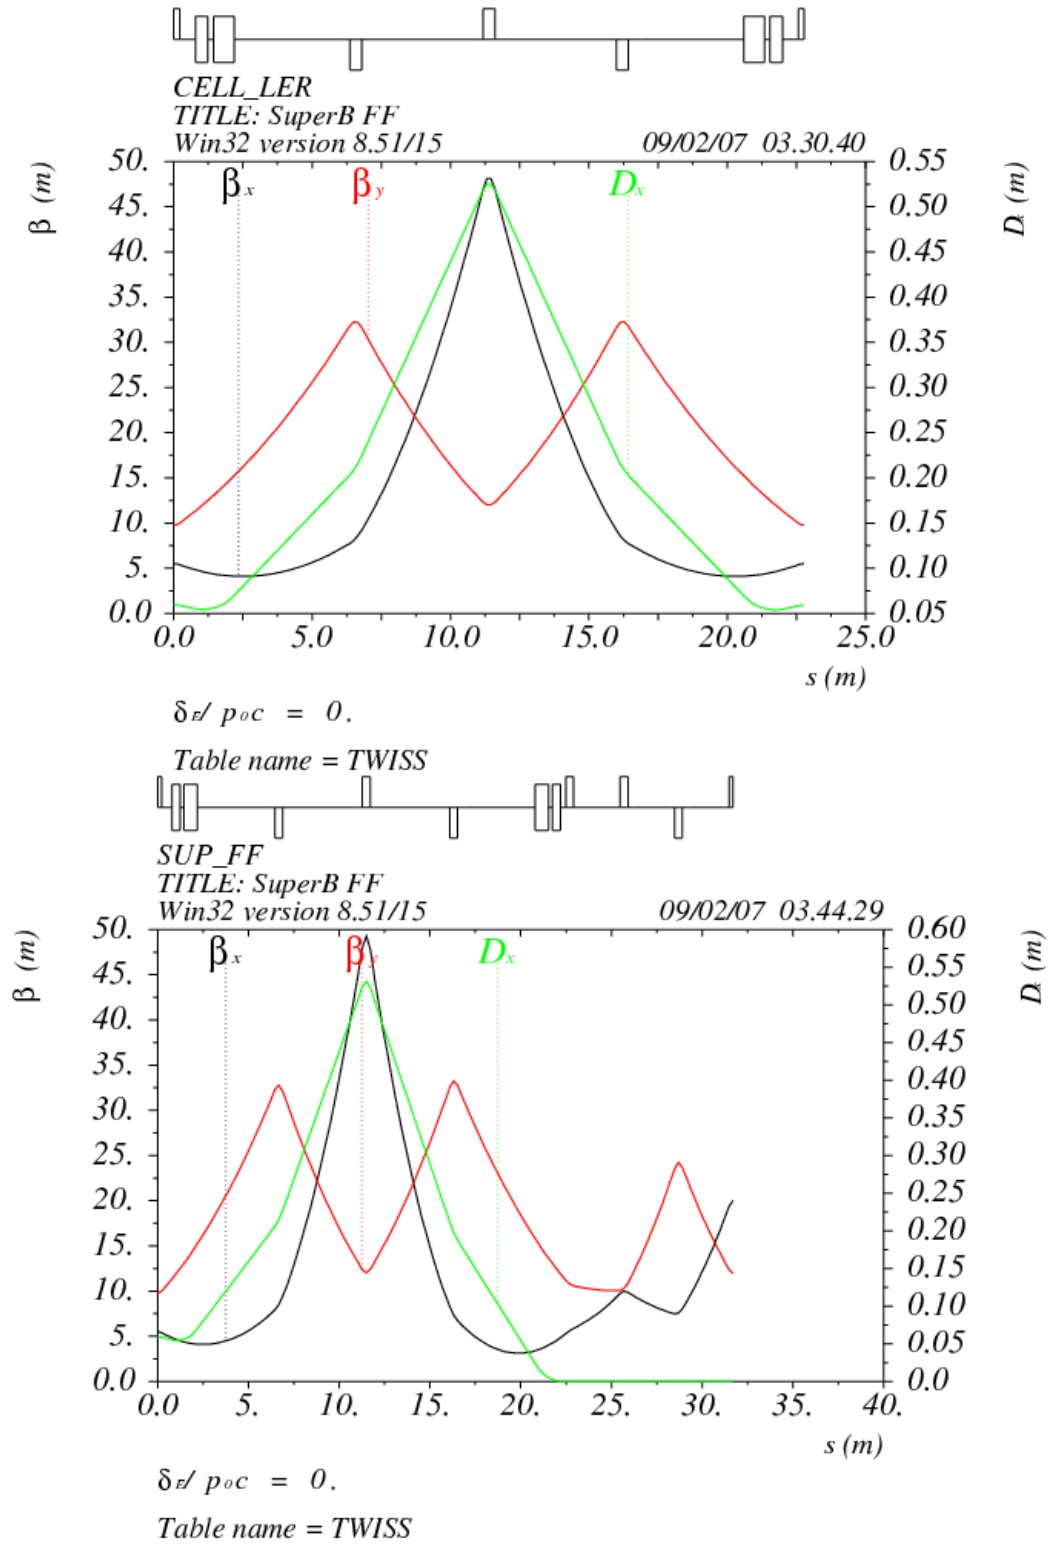 CELL_LER
TITLE: SuperB FF
Win32 version 8.51/15 09/02/07 03.30.40
β (m)
50.
45.
40.
35.
30.
25.
20.
15.
10.
5.
0.0
βx βy Dx
0.55
0.50
0.45
0.40
0.35
0.30
0.25
0.20
0.15
0.10
0.05
Dx (m)
0.0 5.0 10.0 15.0 20.0 25.0
s (m)
δE/ p0c = 0.
Table name = TWISS
SUP_FF
TITLE: SuperB FF
Win32 version 8.51/15 09/02/07 03.44.29
β (m)
50.
45.
40.
35.
30.
25.
20.
15.
10.
5.
0.0
βx βy Dx
0.60
0.55
0.50
0.45
0.40
0.35
0.30
0.25
0.20
0.15
0.10
0.05
0.0
Dx (m)
0.0 5. 10. 15. 20. 25. 30. 35. 40.
s (m)
δE/ p0c = 0.
Table name = TWISS